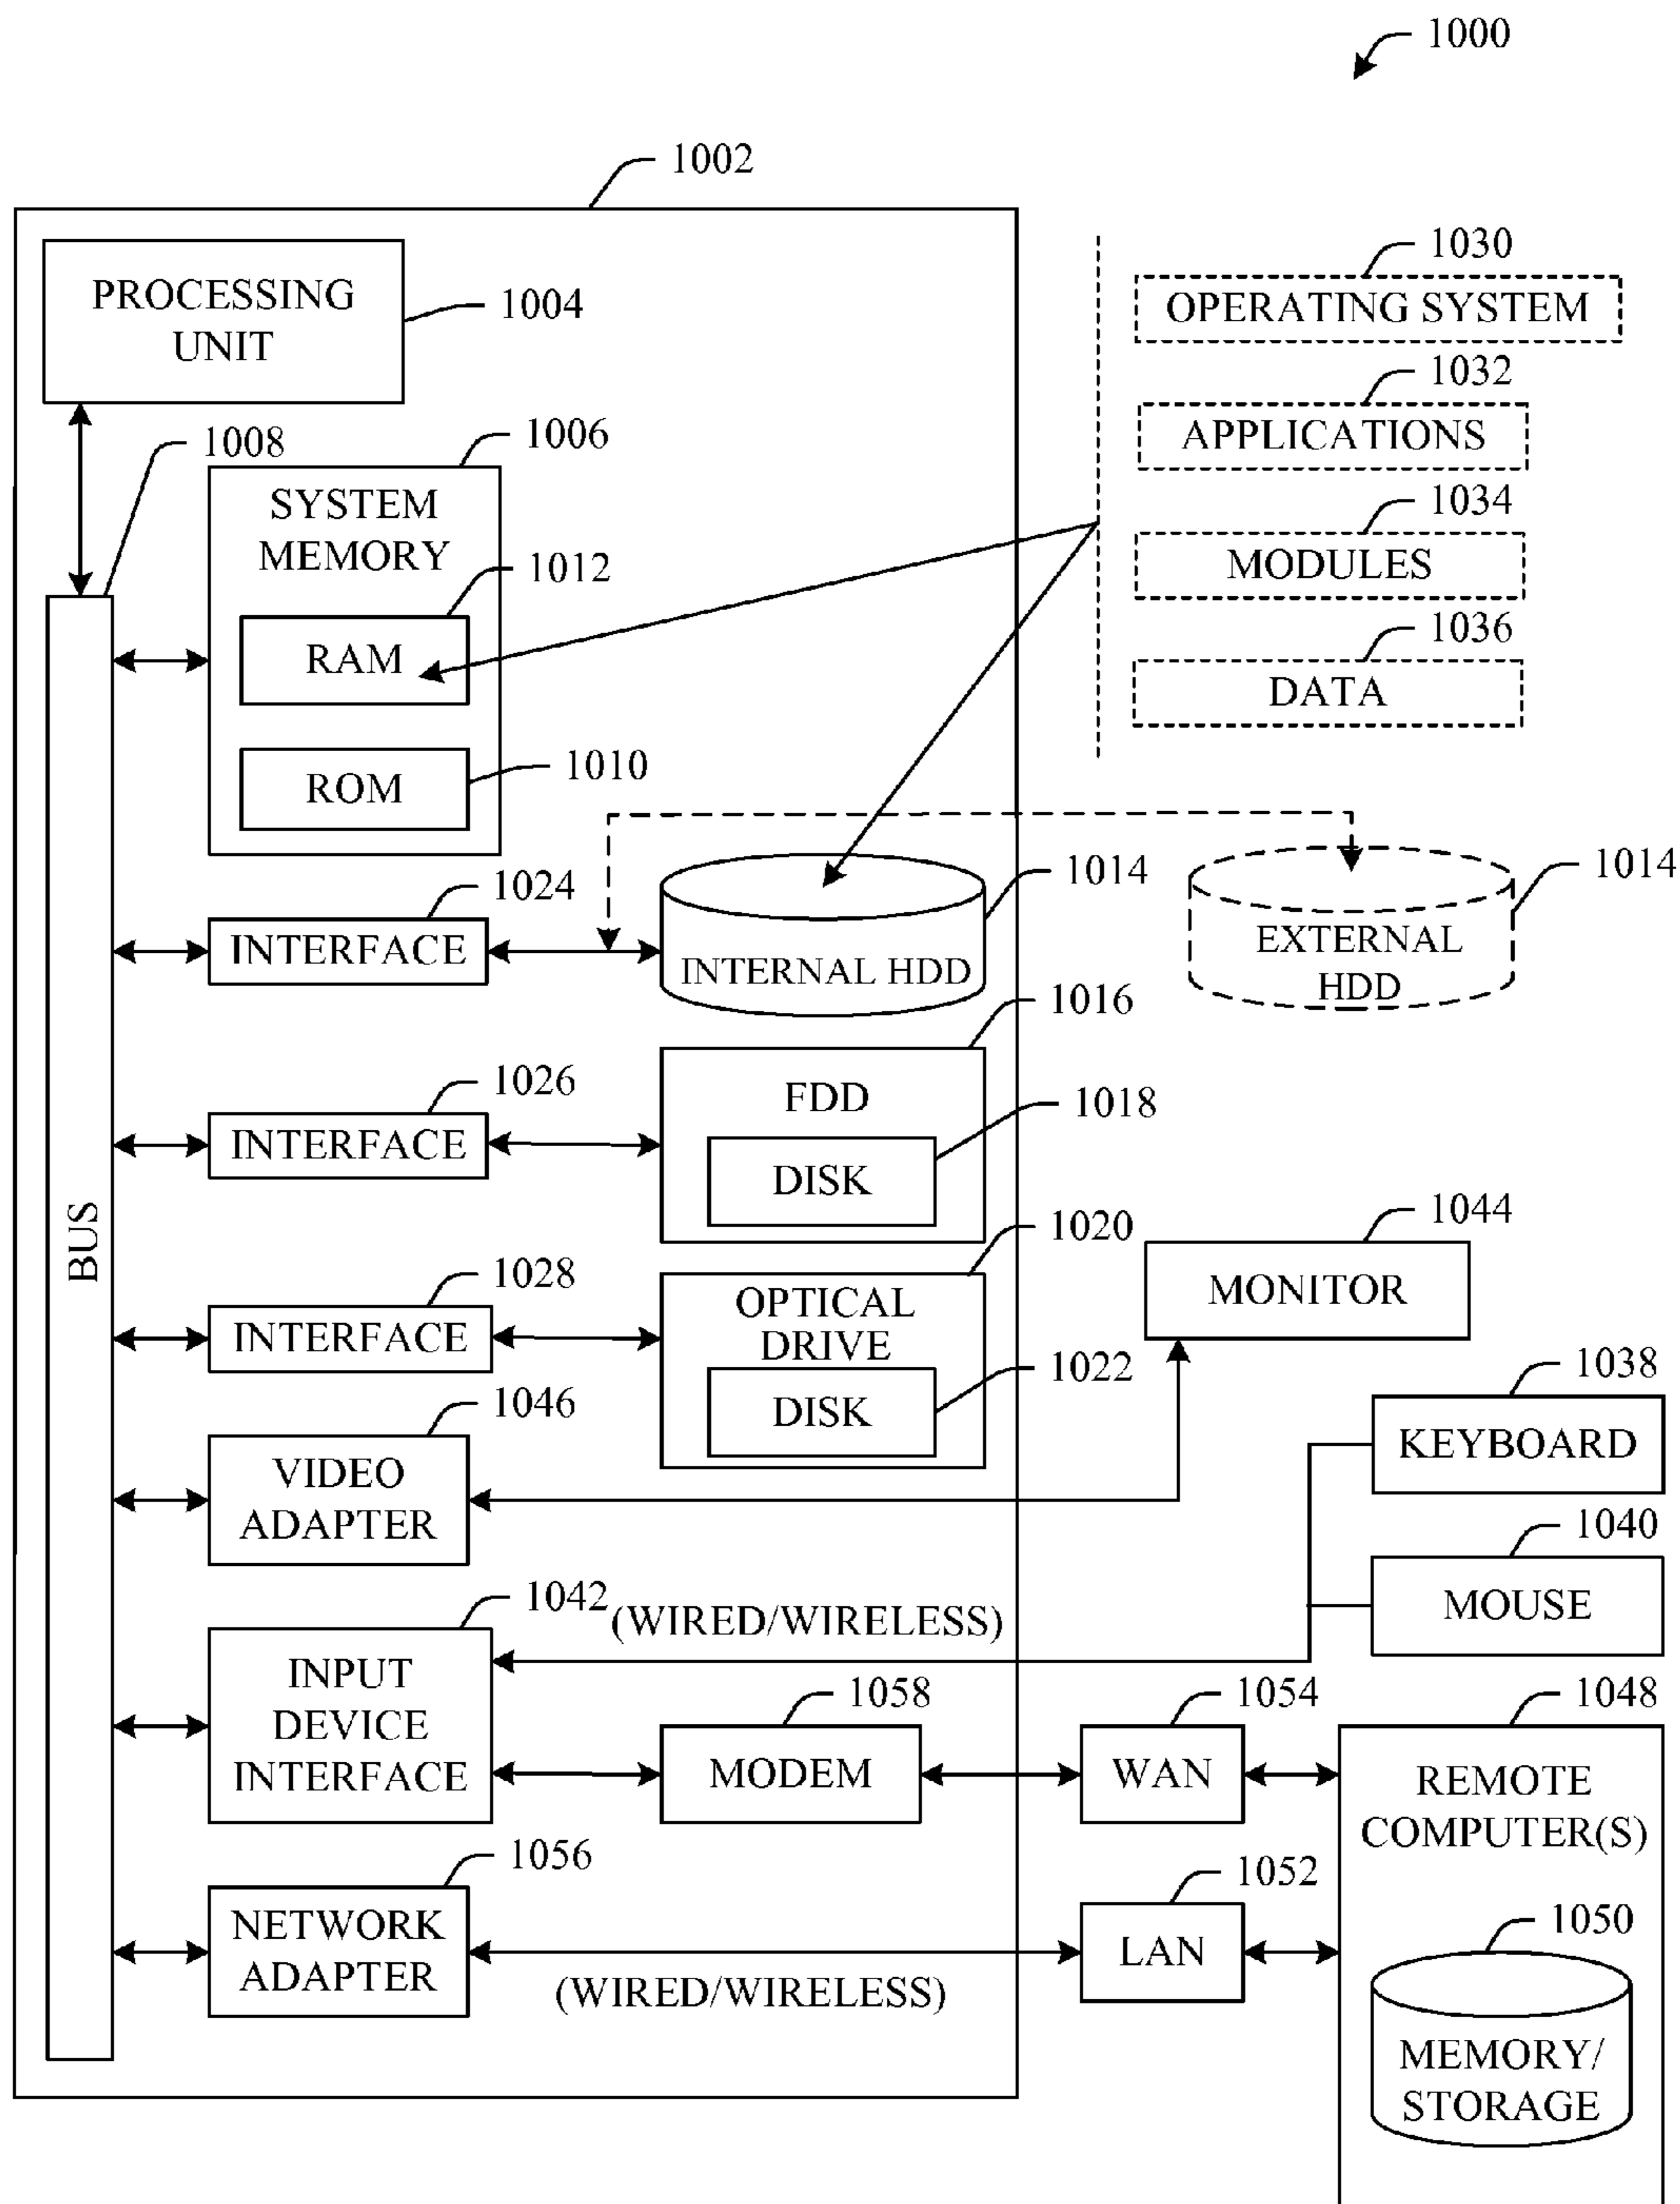 1000
1002
PROCESSING
UNIT
1004
1030
OPERATING SYSTEM
1032
APPLICATIONS
1034
MODULES
1036
DATA
1008
1006
SYSTEM
MEMORY
1012
RAM
1010
ROM
1024
INTERFACE
1014
INTERNAL HDD
1014
EXTERNAL
HDD
1026
INTERFACE
1016
FDD
1018
DISK
BUS
1028
INTERFACE
1020
OPTICAL
DRIVE
1022
DISK
1044
MONITOR
1046
VIDEO
ADAPTER
1038
KEYBOARD
1040
MOUSE
1042
(WIRED/WIRELESS)
INPUT
DEVICE
INTERFACE
1058
MODEM
1054
WAN
1048
REMOTE
COMPUTER(S)
1056
NETWORK
ADAPTER
(WIRED/WIRELESS)
1052
LAN
1050
MEMORY/
STORAGE